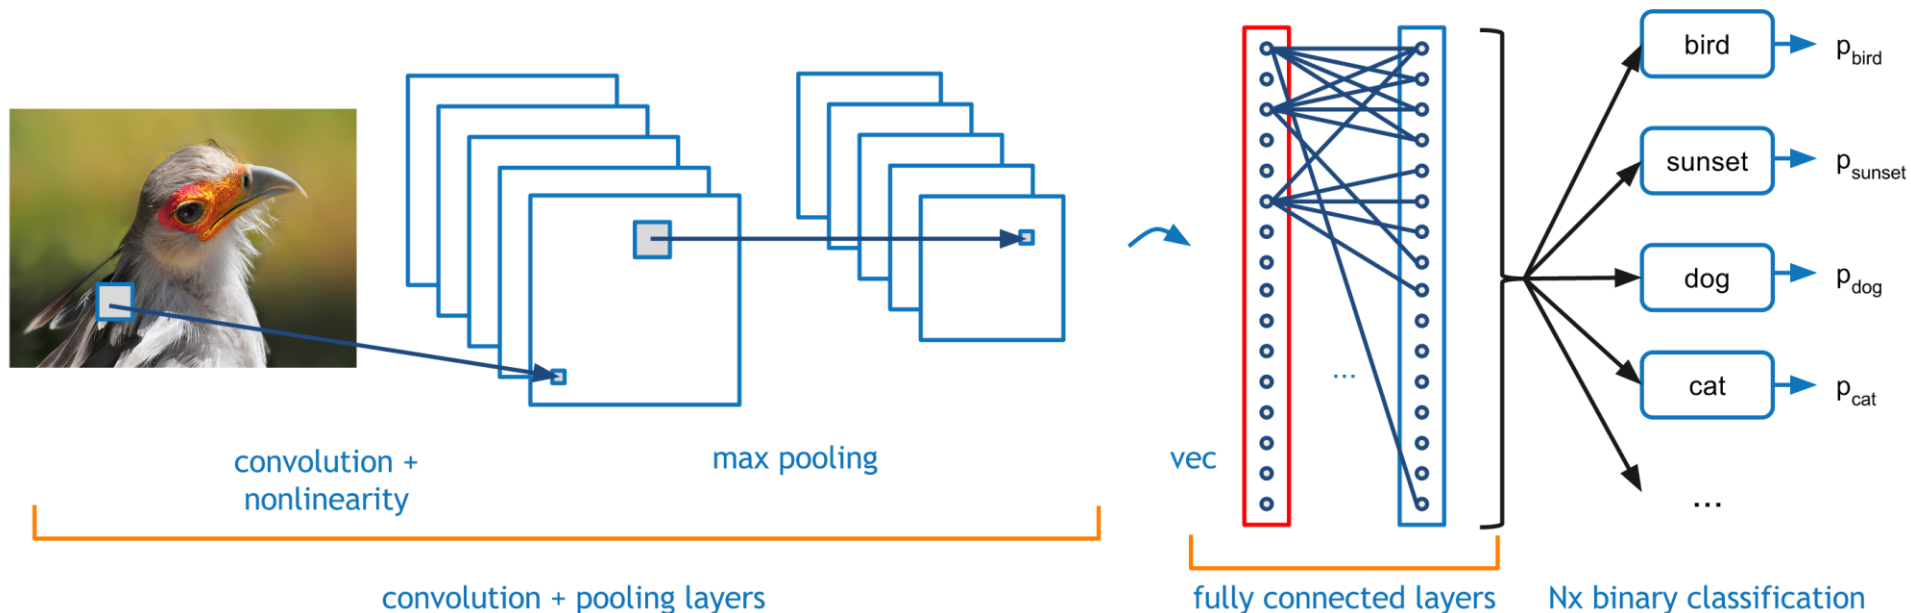 convolution +
nonlinearity
max pooling
vec
...
bird
p_bird
sunset
p_sunset
dog
p_dog
cat
p_cat
...
convolution + pooling layers
fully connected layers
Nx binary classification